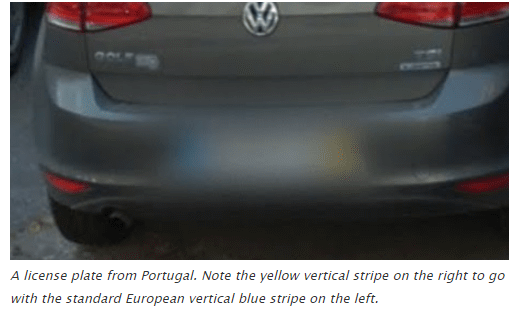 GOLF
TSI
A license plate from Portugal. Note the yellow vertical stripe on the right to go
with the standard European vertical blue stripe on the left.